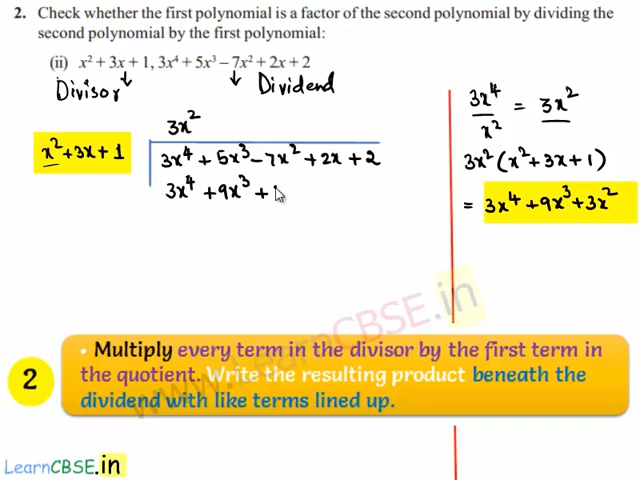 2. Check whether the first polynomial is a factor of the second polynomial by dividing the
second polynomial by the first polynomial:
(ii) x² + 3x + 1, 3x⁴ + 5x³ – 7x² + 2x + 2
Divisor Dividend
3x²
x² + 3x + 1 3x⁴ + 5x³ – 7x² + 2x + 2
3x⁴ + 9x³ +
3x⁴/x² = 3x²
3x² (x² + 3x + 1)
= 3x⁴ + 9x³ + 3x²
www.LearnCBSE.in
2
• Multiply every term in the divisor by the first term in
the quotient. Write the resulting product beneath the
dividend with like terms lined up.
LearnCBSE.in